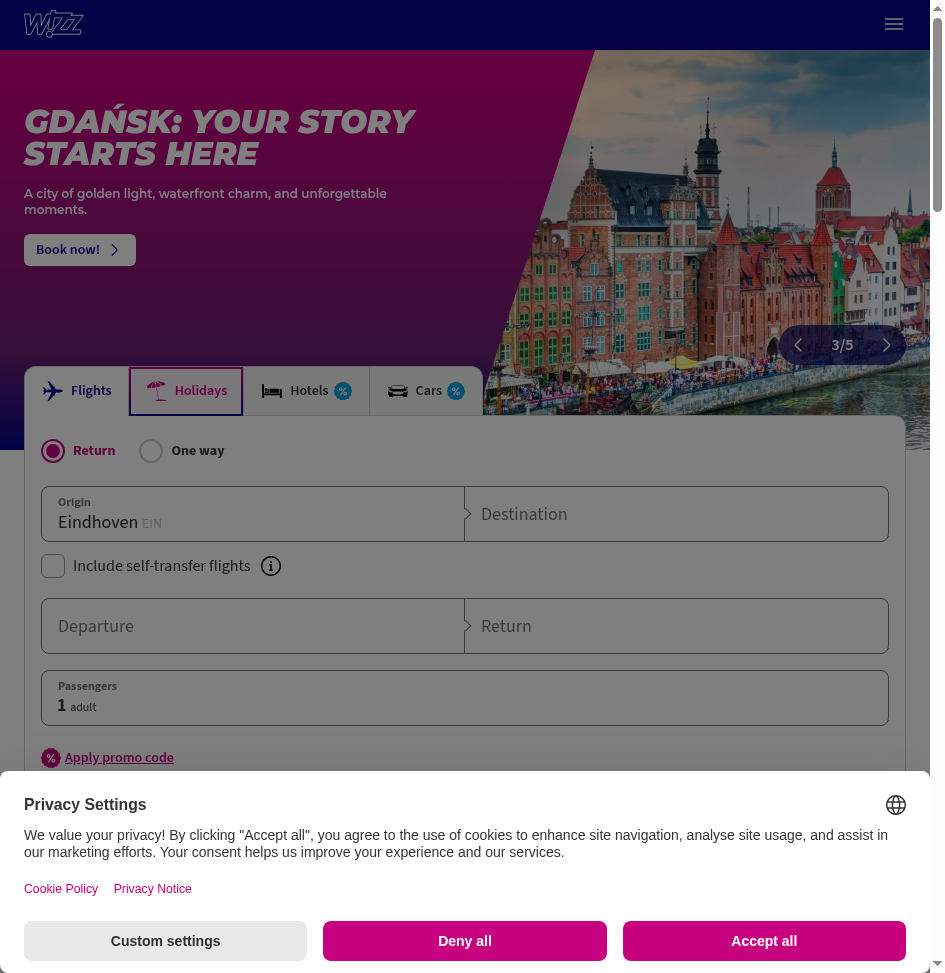 W!ZZ
GDAŃSK: YOUR STORY
STARTS HERE
A city of golden light, waterfront charm, and unforgettable
moments.
Book now!
3/5
Flights
Holidays
Hotels %
Cars %
Return
One way
Origin
Eindhoven EIN
Destination
Include self-transfer flights
Departure
Return
Passengers
1 adult
% Apply promo code
Privacy Settings
We value your privacy! By clicking "Accept all", you agree to the use of cookies to enhance site navigation, analyse site usage, and assist in
our marketing efforts. Your consent helps us improve your experience and our services.
Cookie Policy Privacy Notice
Custom settings
Deny all
Accept all